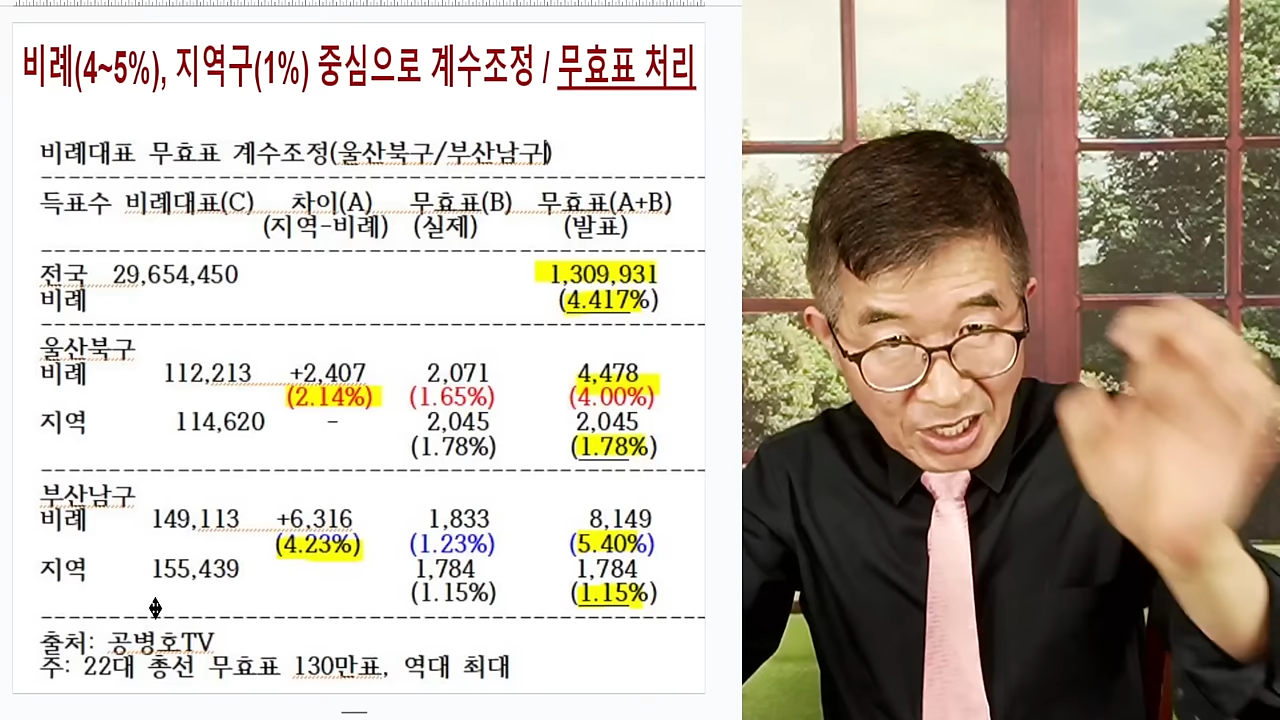 비례(4~5%), 지역구(1%) 중심으로 계수조정 / 무효표 처리
비례대표 무효표 계수조정(울산북구/부산남구)
득표수 비례대표(C) 차이(A) 무효표(B) 무효표(A+B)
(지역-비례) (실제) (발표)
전국 29,654,450 1,309,931
비례 (4.417%)
울산북구
비례 112,213 +2,407 2,071 4,478
(2.14%) (1.65%) (4.00%)
지역 114,620 - 2,045 2,045
(1.78%) (1.78%)
부산남구
비례 149,113 +6,316 1,833 8,149
(4.23%) (1.23%) (5.40%)
지역 155,439 1,784 1,784
(1.15%) (1.15%)
출처: 공병호TV
주: 22대 총선 무효표 130만표, 역대 최대